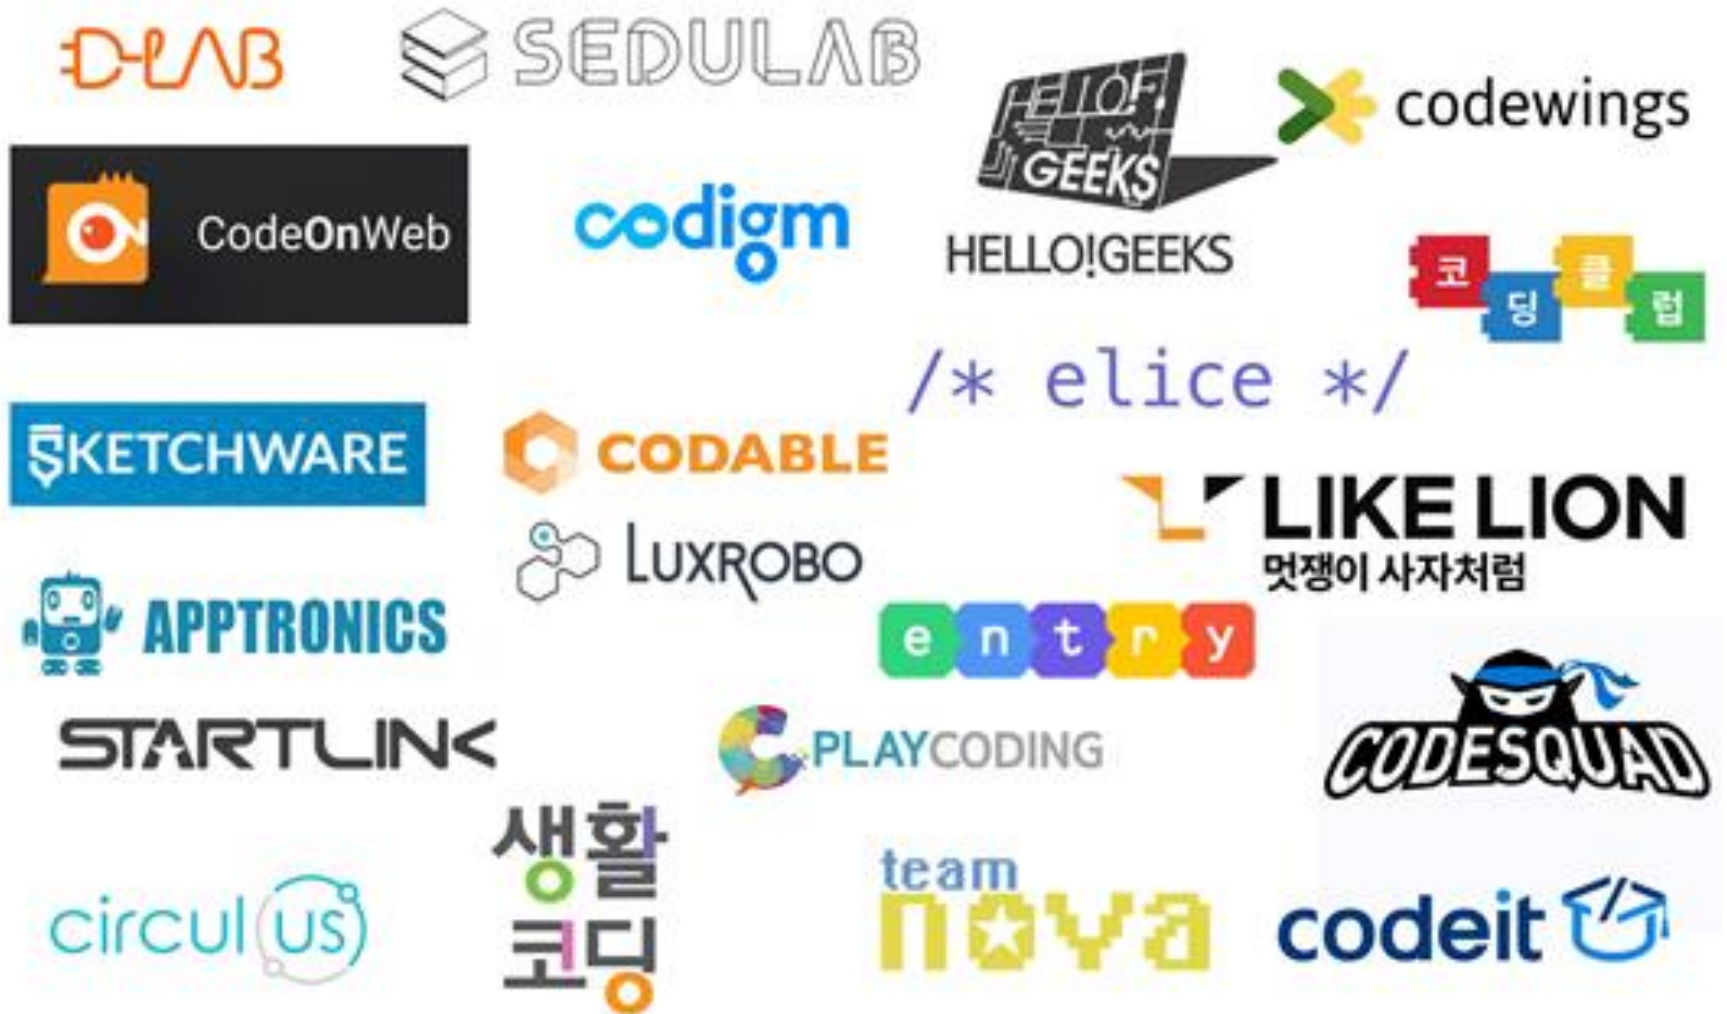 D-LAB
SEDULAB
HELLO!
GEEKS
HELLO!GEEKS
codewings
CodeOnWeb
codigm
코딩클럽
/* elice */
SKETCHWARE
CODABLE
LIKE LION
멋쟁이 사자처럼
LUXROBO
APPTRONICS
entry
STARTLINK
PLAYCODING
CODESQUAD
생활
코딩
circulus
team
nova
codeit